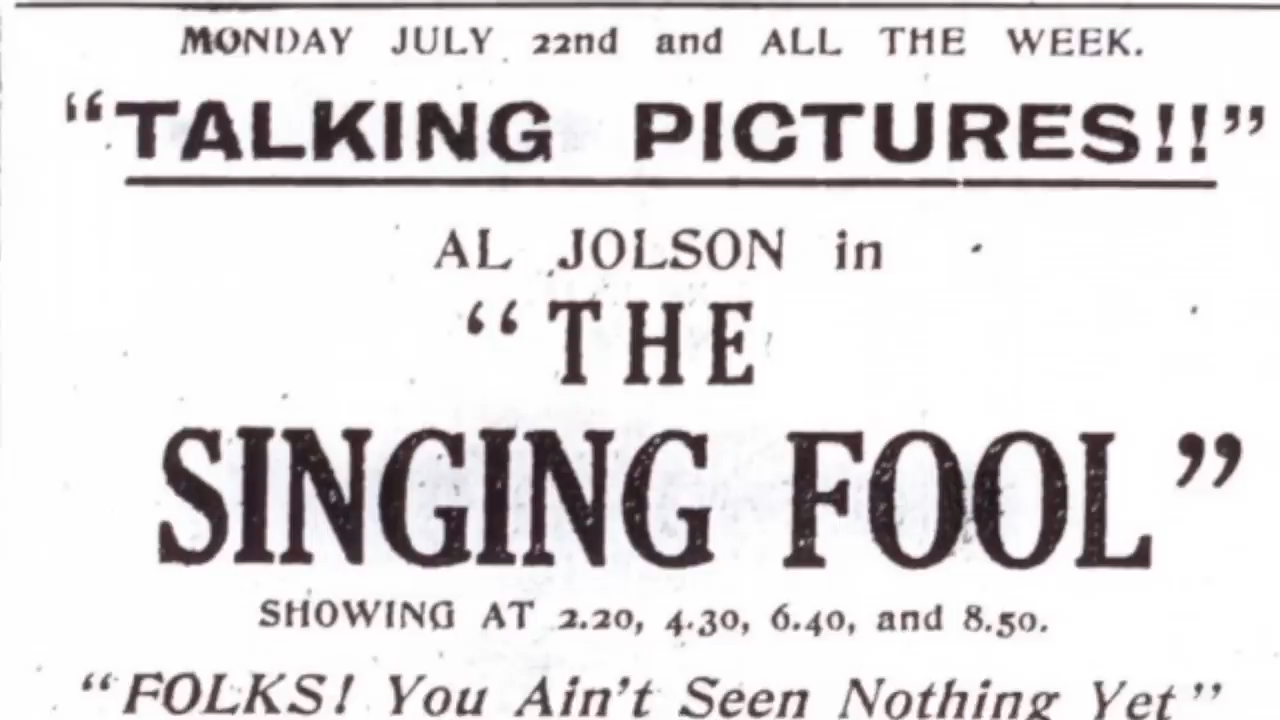 MONDAY JULY 22nd and ALL THE WEEK.
“TALKING PICTURES!!”
AL JOLSON in
“THE
SINGING FOOL”
SHOWING AT 2.20, 4.30, 6.40, and 8.50.
“FOLKS! You Ain't Seen Nothing Yet”